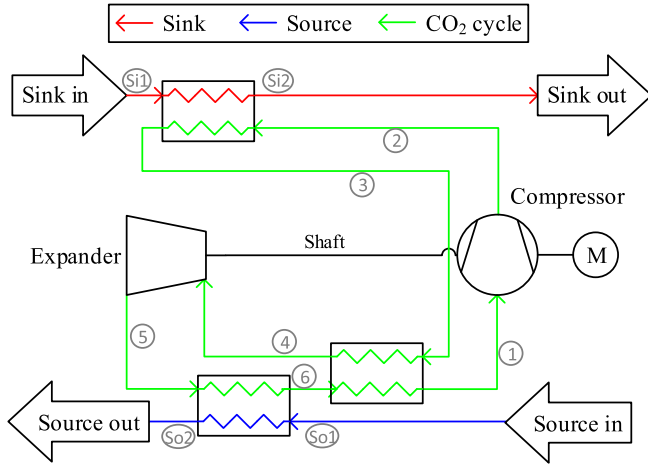 Sink Source CO₂ cycle
Si1 Si2
Sink in Sink out
2
3
Compressor
Expander Shaft M
5 4 1
6
Source out So2 So1 Source in